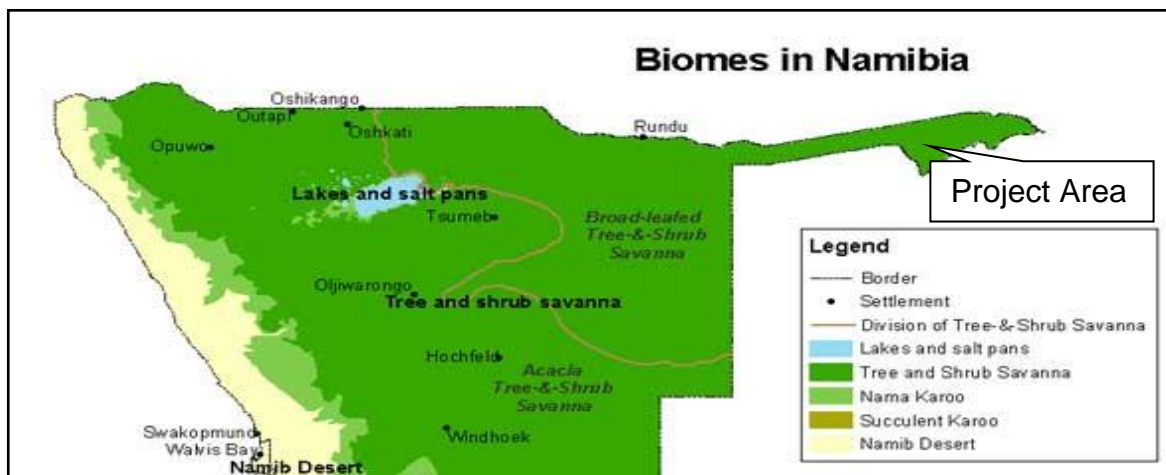 Biomes in Namibia
Oshikango
Outapi
Oshkati
Rundu
Opuwo
Project Area
Lakes and salt pans
Tsumeb
Broad-leafed
Tree-&-Shrub
Savanna
Oljiwarongo
Tree and shrub savanna
Hochfeld
Acacia
Tree-&-Shrub
Savanna
Windhoek
Swakopmund
Walvis Bay
Namib Desert
Legend
Border
Settlement
Division of Tree-&-Shrub Savanna
Lakes and salt pans
Tree and Shrub Savanna
Nama Karoo
Succulent Karoo
Namib Desert